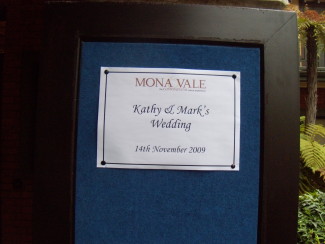 MONA VALE
Kathy & Mark's
Wedding
14th November 2009